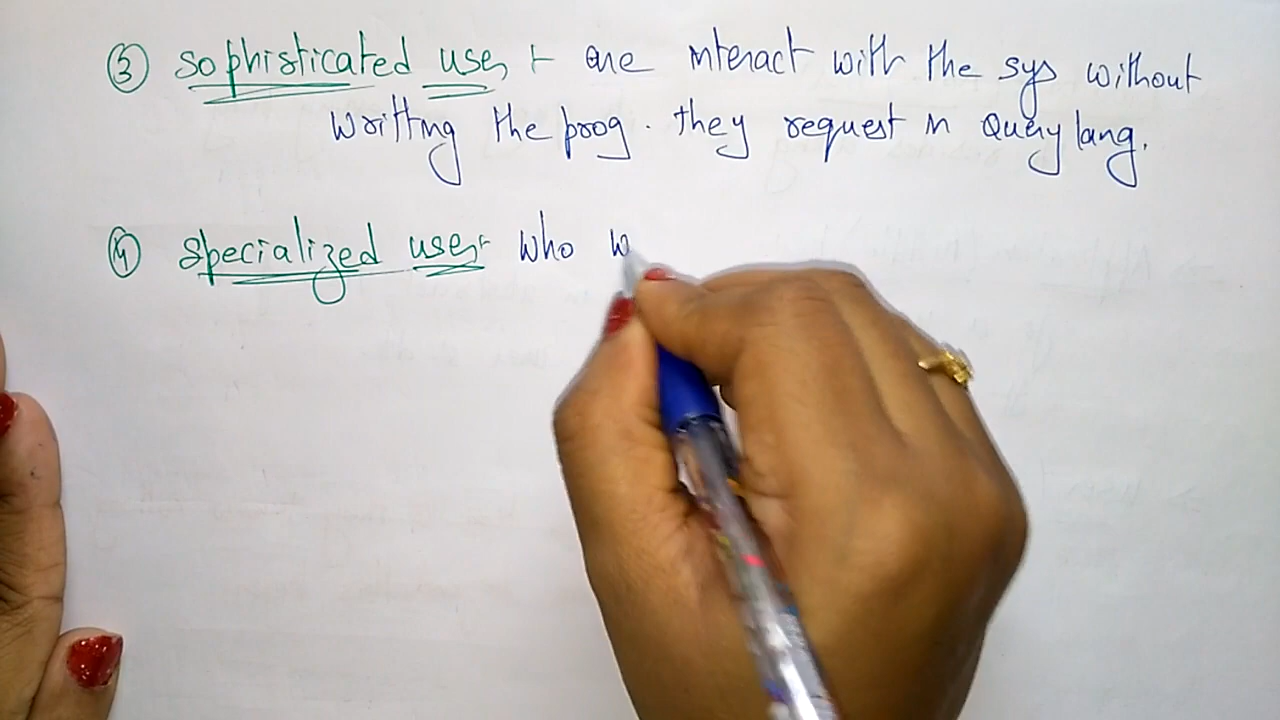 ③ sophisticated user are interact with the sys without
writting the prog. they request in Query lang.
④ specialized user who w